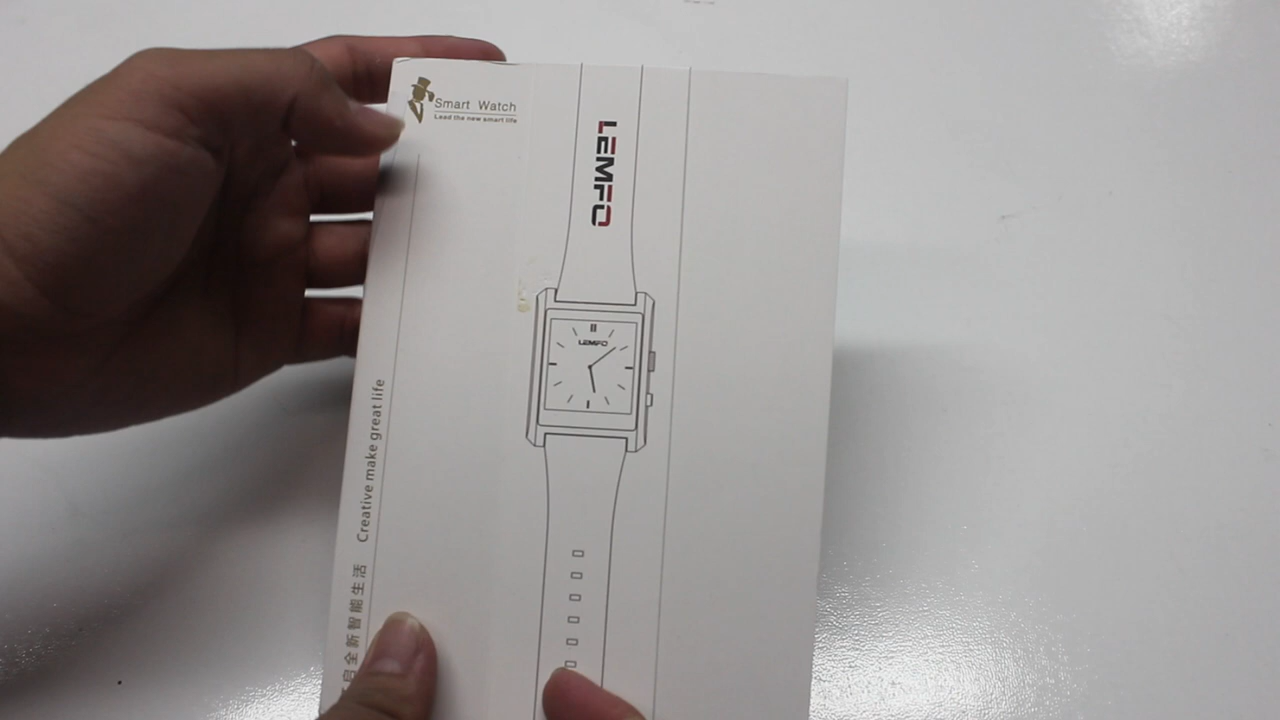 Smart Watch
Lead the new smart life
LEMFO
LEMFO
Creative make great life
启全新智能生活